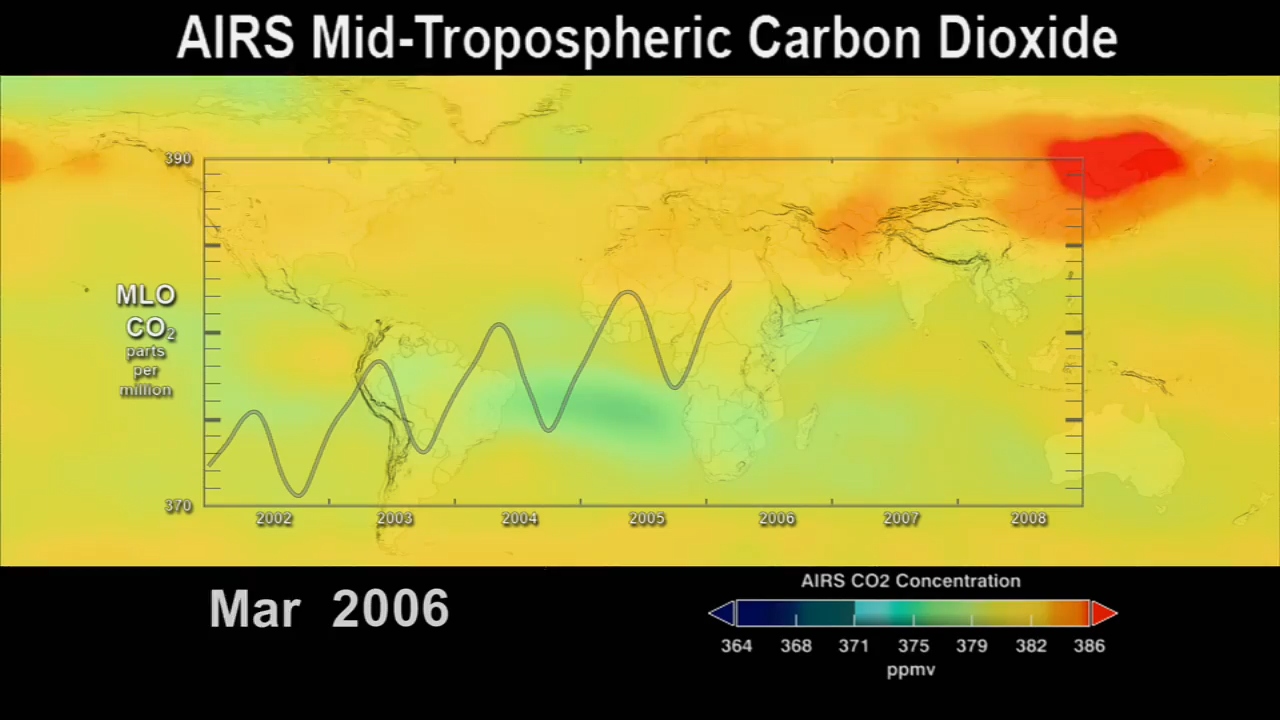 AIRS Mid-Tropospheric Carbon Dioxide
390
MLO
CO₂
parts
per
million
370
2002 2003 2004 2005 2006 2007 2008
Mar 2006
AIRS CO2 Concentration
364 368 371 375 379 382 386
ppmv